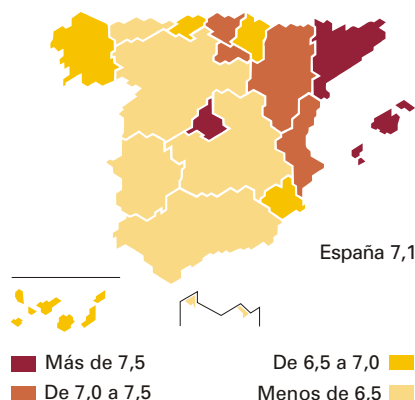 España 7,1
Más de 7,5
De 6,5 a 7,0
De 7,0 a 7,5
Menos de 6,5